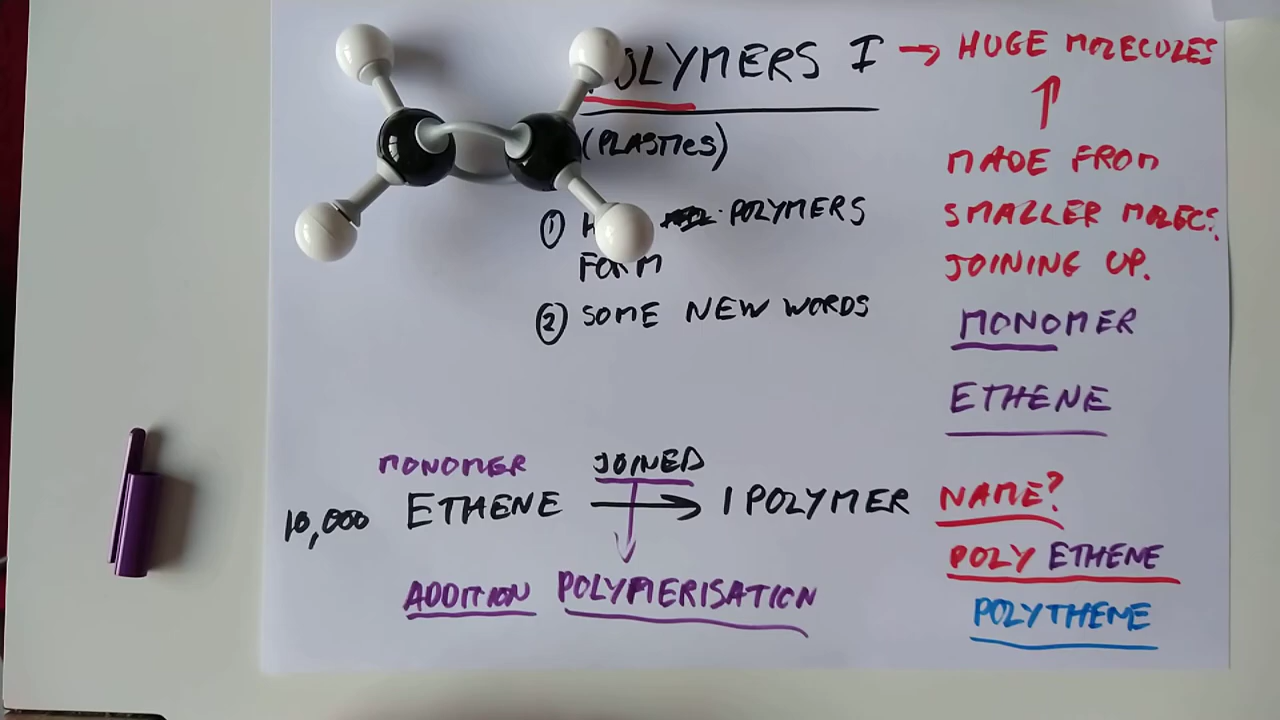 POLYMERS I → HUGE MOLECULES
(PLASTICS)
MADE FROM
SMALLER MOLECS.
JOINING UP.
① POLYMERS
FORM
② SOME NEW WORDS
MONOMER
ETHENE
MONOMER JOINED
10,000 ETHENE → 1 POLYMER
ADDITION POLYMERISATION
NAME?
POLY ETHENE
POLYTHENE